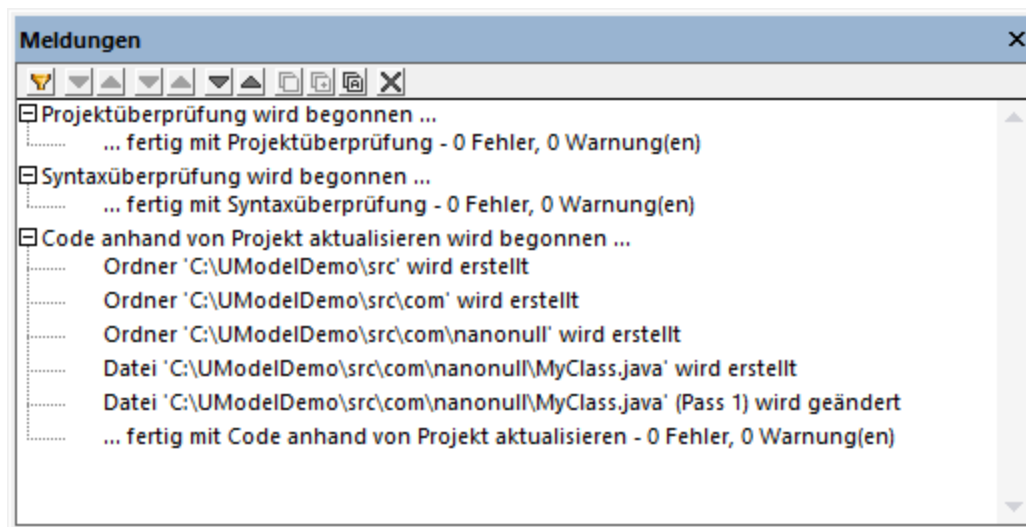 Meldungen
Projektüberprüfung wird begonnen ...
... fertig mit Projektüberprüfung - 0 Fehler, 0 Warnung(en)
Syntaxüberprüfung wird begonnen ...
... fertig mit Syntaxüberprüfung - 0 Fehler, 0 Warnung(en)
Code anhand von Projekt aktualisieren wird begonnen ...
Ordner 'C:\UModelDemo\src' wird erstellt
Ordner 'C:\UModelDemo\src\com' wird erstellt
Ordner 'C:\UModelDemo\src\com\nanonull' wird erstellt
Datei 'C:\UModelDemo\src\com\nanonull\MyClass.java' wird erstellt
Datei 'C:\UModelDemo\src\com\nanonull\MyClass.java' (Pass 1) wird geändert
... fertig mit Code anhand von Projekt aktualisieren - 0 Fehler, 0 Warnung(en)